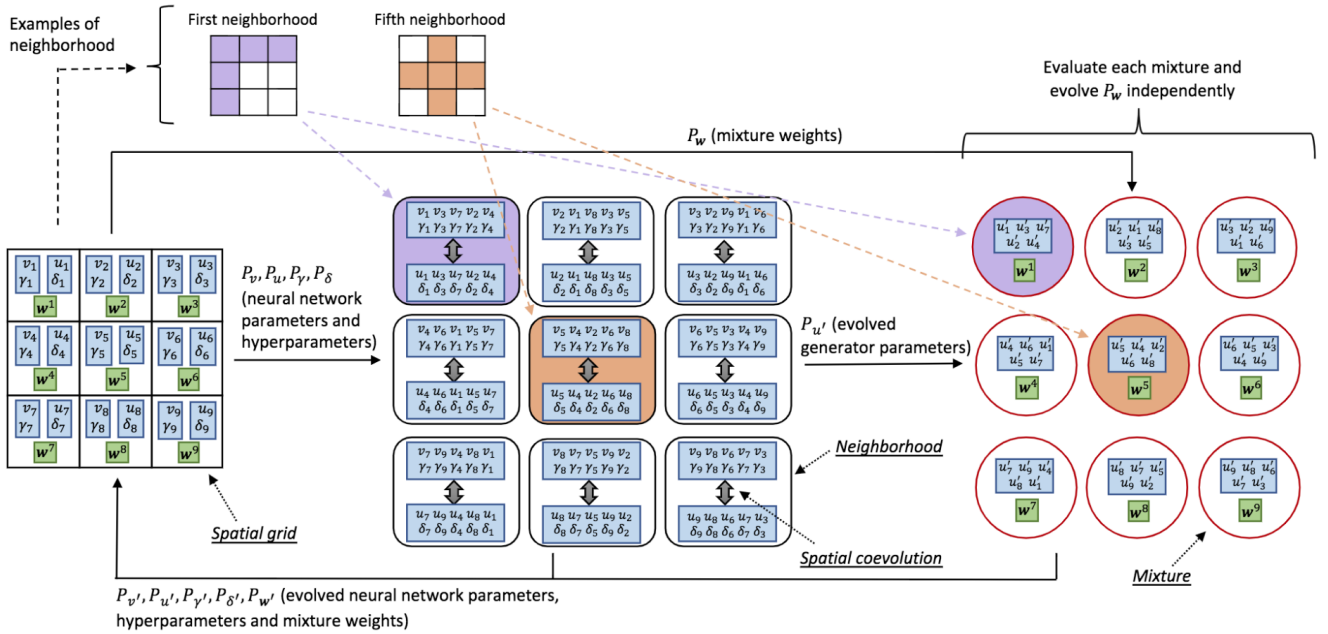 Examples of
neighborhood
First neighborhood
Fifth neighborhood
Evaluate each mixture and
evolve P_w independently
P_w (mixture weights)
v₁ u₁ v₂ u₂ v₃ u₃
γ₁ δ₁ γ₂ δ₂ γ₃ δ₃
w¹ w² w³
v₄ u₄ v₅ u₅ v₆ u₆
γ₄ δ₄ γ₅ δ₅ γ₆ δ₆
w⁴ w⁵ w⁶
v₇ u₇ v₈ u₈ v₉ u₉
γ₇ δ₇ γ₈ δ₈ γ₉ δ₉
w⁷ w⁸ w⁹
Spatial grid
P_v, P_u, P_γ, P_δ
(neural network
parameters and
hyperparameters)
v₁ v₃ v₇ v₂ v₄
γ₁ γ₃ γ₇ γ₂ γ₄
u₁ u₃ u₇ u₂ u₄
δ₁ δ₃ δ₇ δ₂ δ₄
v₂ v₁ v₈ v₃ v₅
γ₂ γ₁ γ₈ γ₃ γ₅
u₂ u₁ u₈ u₃ u₅
δ₂ δ₁ δ₈ δ₃ δ₅
v₃ v₂ v₉ v₁ v₆
γ₃ γ₂ γ₉ γ₁ γ₆
u₃ u₂ u₉ u₁ u₆
δ₃ δ₂ δ₉ δ₁ δ₆
v₄ v₆ v₁ v₅ v₇
γ₄ γ₆ γ₁ γ₅ γ₇
u₄ u₆ u₁ u₅ u₇
δ₄ δ₆ δ₁ δ₅ δ₇
v₅ v₄ v₂ v₆ v₈
γ₅ γ₄ γ₂ γ₆ γ₈
u₅ u₄ u₂ u₆ u₈
δ₅ δ₄ δ₂ δ₆ δ₈
v₆ v₅ v₃ v₄ v₉
γ₆ γ₅ γ₃ γ₄ γ₉
u₆ u₅ u₃ u₄ u₉
δ₆ δ₅ δ₃ δ₄ δ₉
v₇ v₉ v₄ v₈ v₁
γ₇ γ₉ γ₄ γ₈ γ₁
u₇ u₉ u₄ u₈ u₁
δ₇ δ₉ δ₄ δ₈ δ₁
v₈ v₇ v₅ v₉ v₂
γ₈ γ₇ γ₅ γ₉ γ₂
u₈ u₇ u₅ u₉ u₂
δ₈ δ₇ δ₅ δ₉ δ₂
v₉ v₈ v₆ v₇ v₃
γ₉ γ₈ γ₆ γ₇ γ₃
u₉ u₈ u₆ u₇ u₃
δ₉ δ₈ δ₆ δ₇ δ₃
Neighborhood
Spatial coevolution
P_u′ (evolved
generator parameters)
u′₁ u′₃ u′₇
u′₂ u′₄
w¹
u′₂ u′₁ u′₈
u′₃ u′₅
w²
u′₃ u′₂ u′₉
u′₁ u′₆
w³
u′₄ u′₆ u′₁
u′₅ u′₇
w⁴
u′₅ u′₄ u′₂
u′₆ u′₈
w⁵
u′₆ u′₅ u′₃
u′₄ u′₉
w⁶
u′₇ u′₉ u′₄
u′₈ u′₁
w⁷
u′₈ u′₇ u′₅
u′₉ u′₂
w⁸
u′₉ u′₈ u′₆
u′₇ u′₃
w⁹
Mixture
P_v′, P_u′, P_γ′, P_δ′, P_w′ (evolved neural network parameters,
hyperparameters and mixture weights)